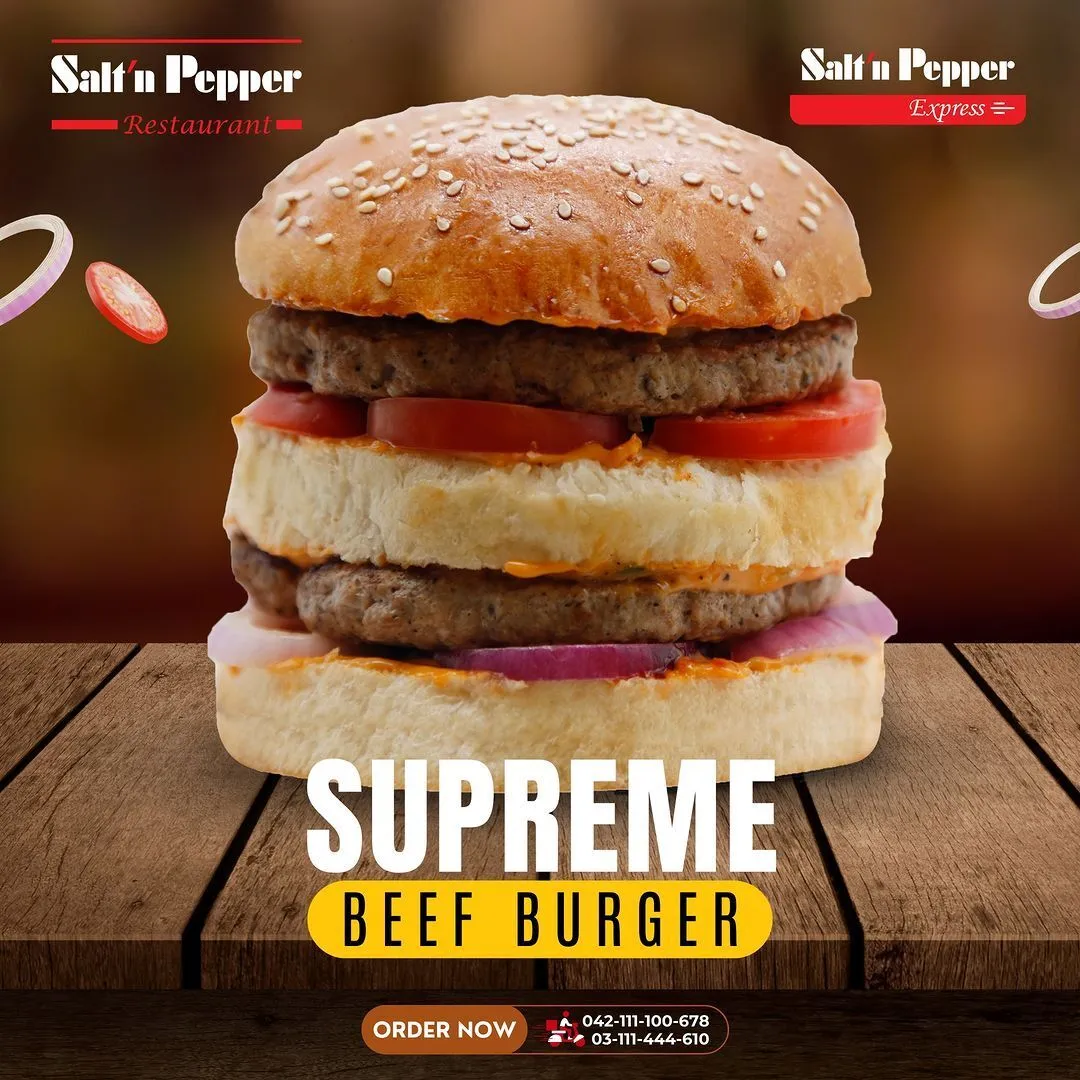 Salt'n Pepper
Restaurant
Salt'n Pepper
Express
SUPREME
BEEF BURGER
ORDER NOW
042-111-100-678
03-111-444-610